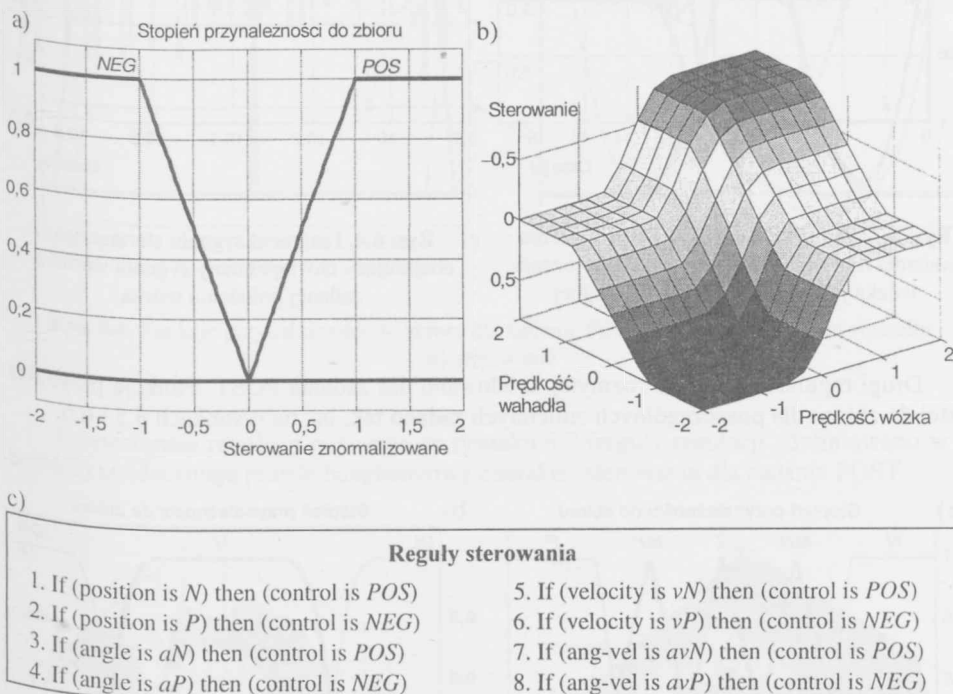 a)
Stopień przynależności do zbioru
NEG
POS
1
0,8
0,6
0,4
0,2
0
-2 -1,5 -1 -0,5 0 0,5 1 1,5 2
Sterowanie znormalizowane
b)
Sterowanie
-0,5
0
0,5
2
1
0
-1
-2
Prędkość
wahadła
-2
-1
0
1
2
Prędkość wózka
c)
Reguły sterowania
1. If (position is N) then (control is POS)
2. If (position is P) then (control is NEG)
3. If (angle is aN) then (control is POS)
4. If (angle is aP) then (control is NEG)
5. If (velocity is vN) then (control is POS)
6. If (velocity is vP) then (control is NEG)
7. If (ang-vel is avN) then (control is POS)
8. If (ang-vel is avP) then (control is NEG)